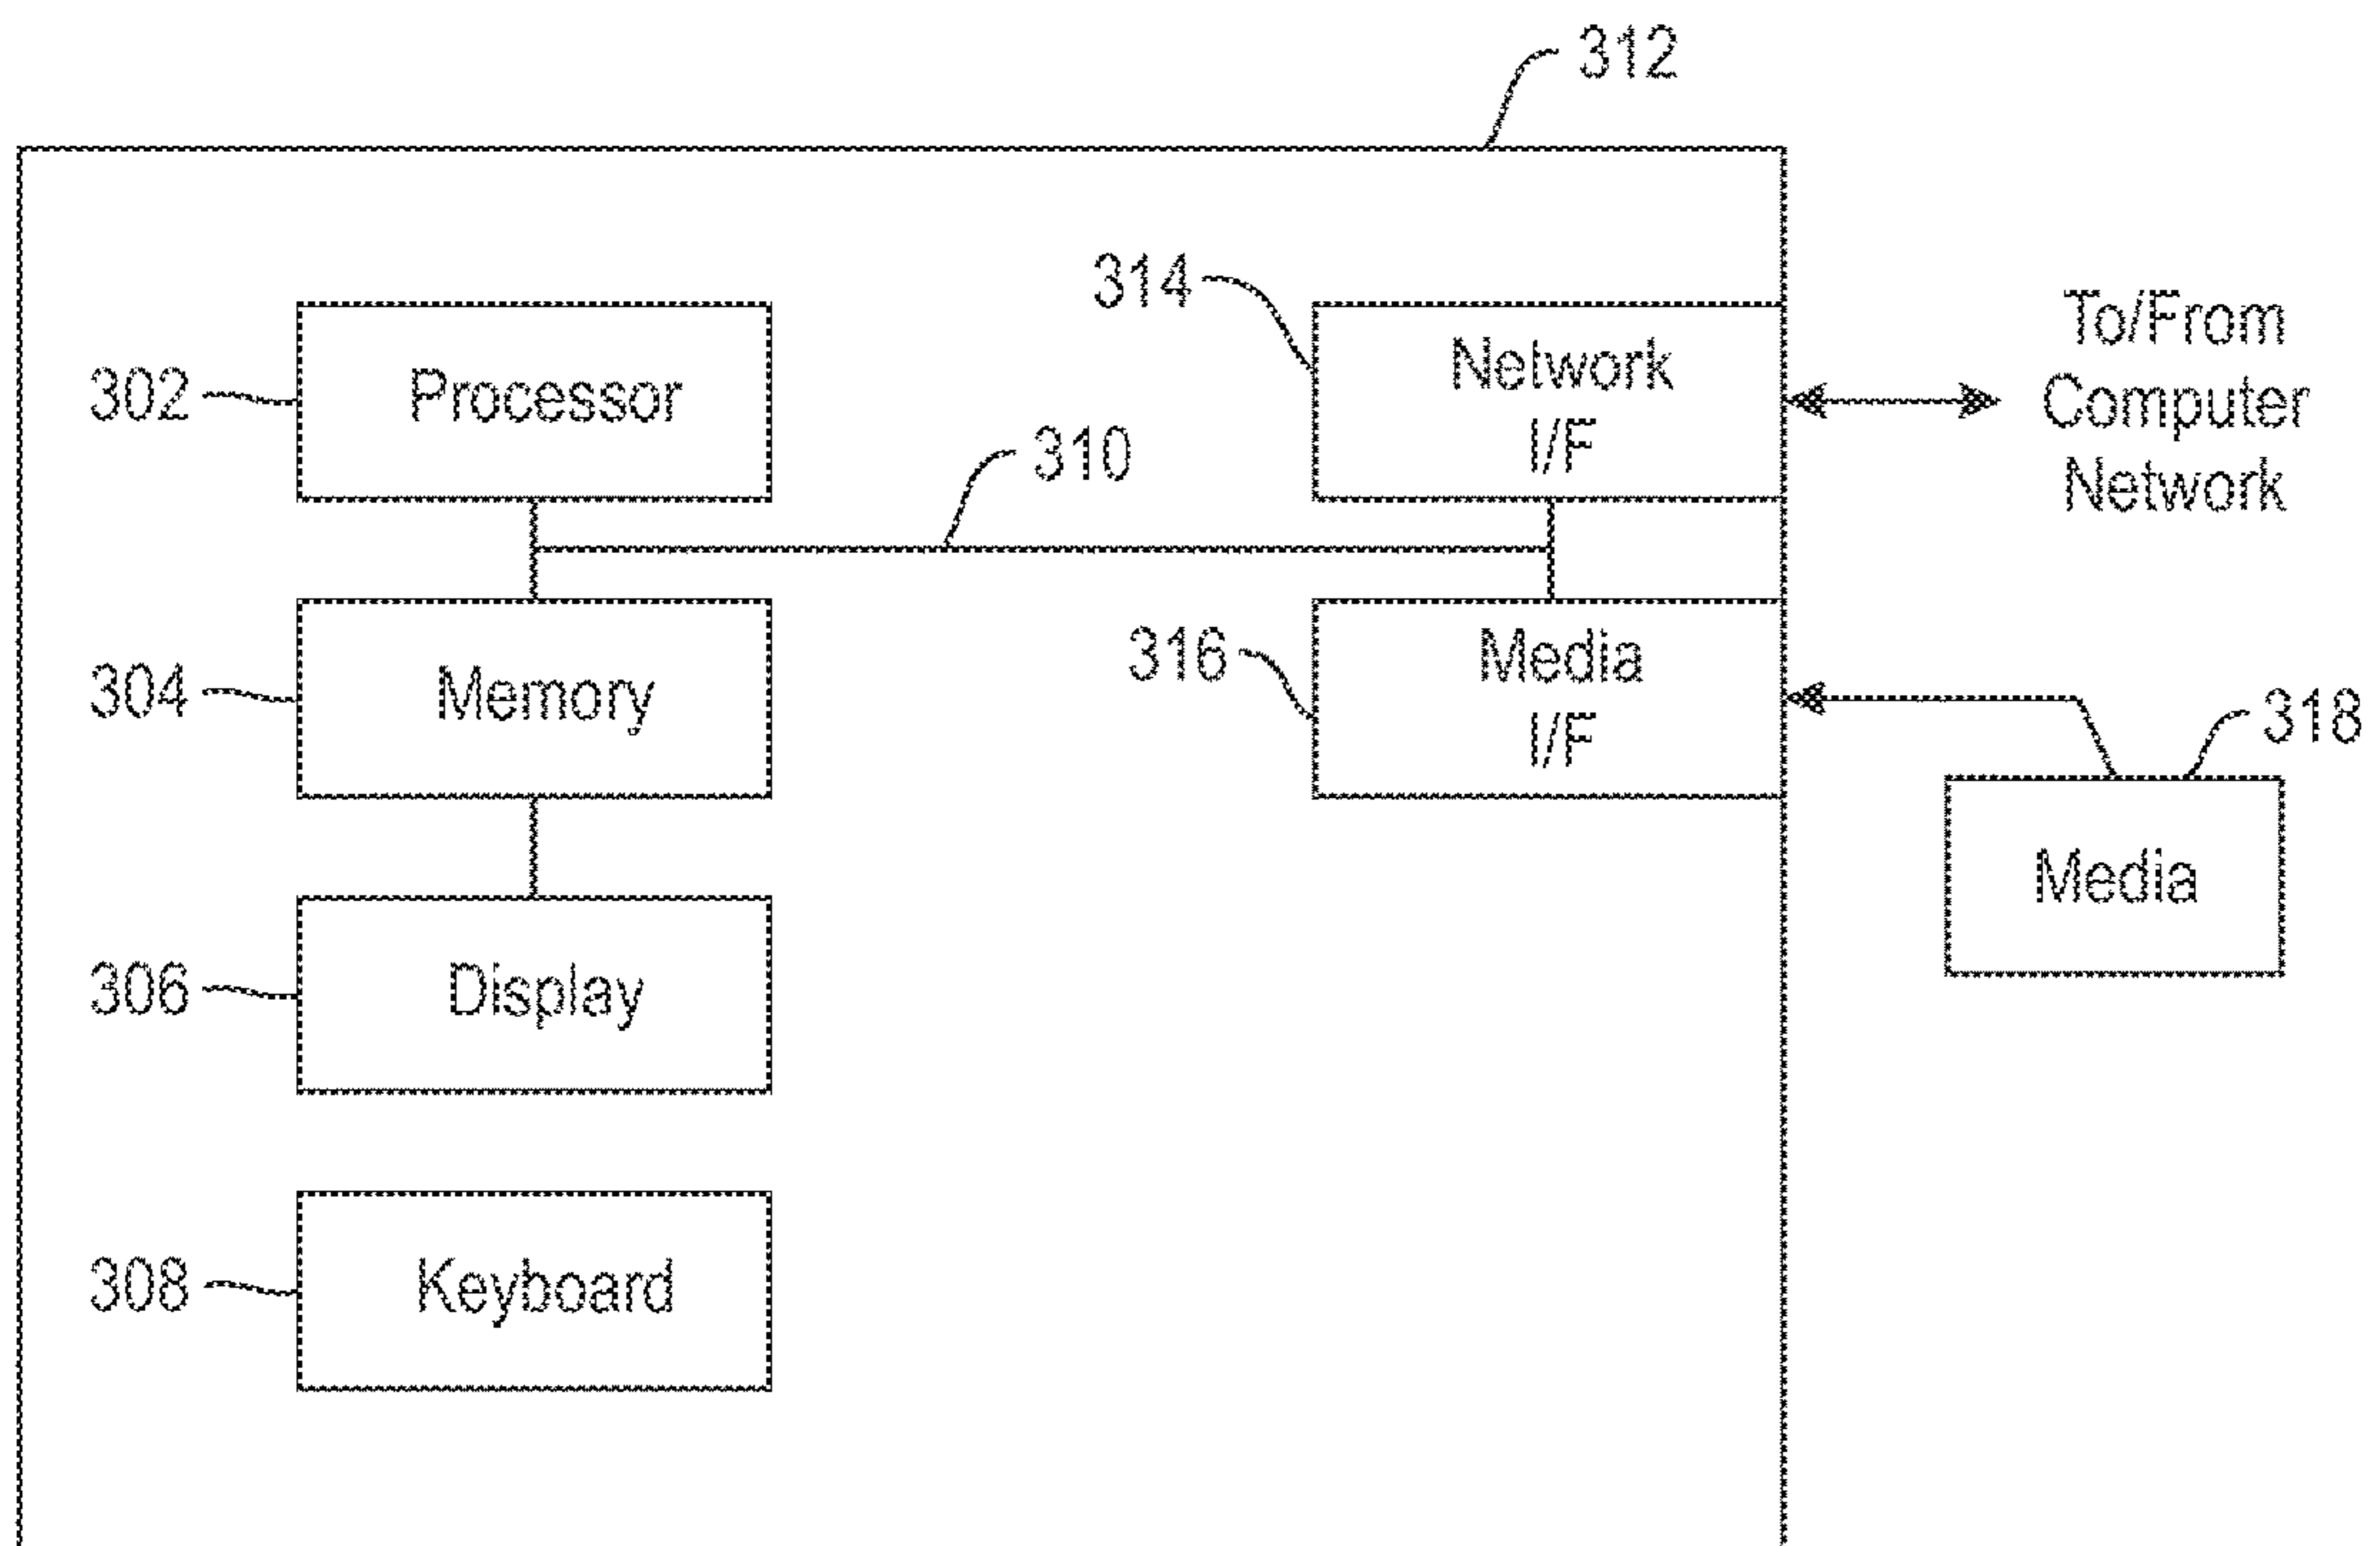 312
314
Network
I/F
To/From
Computer
Network
302
Processor
310
304
Memory
316
Media
I/F
318
Media
306
Display
308
Keyboard